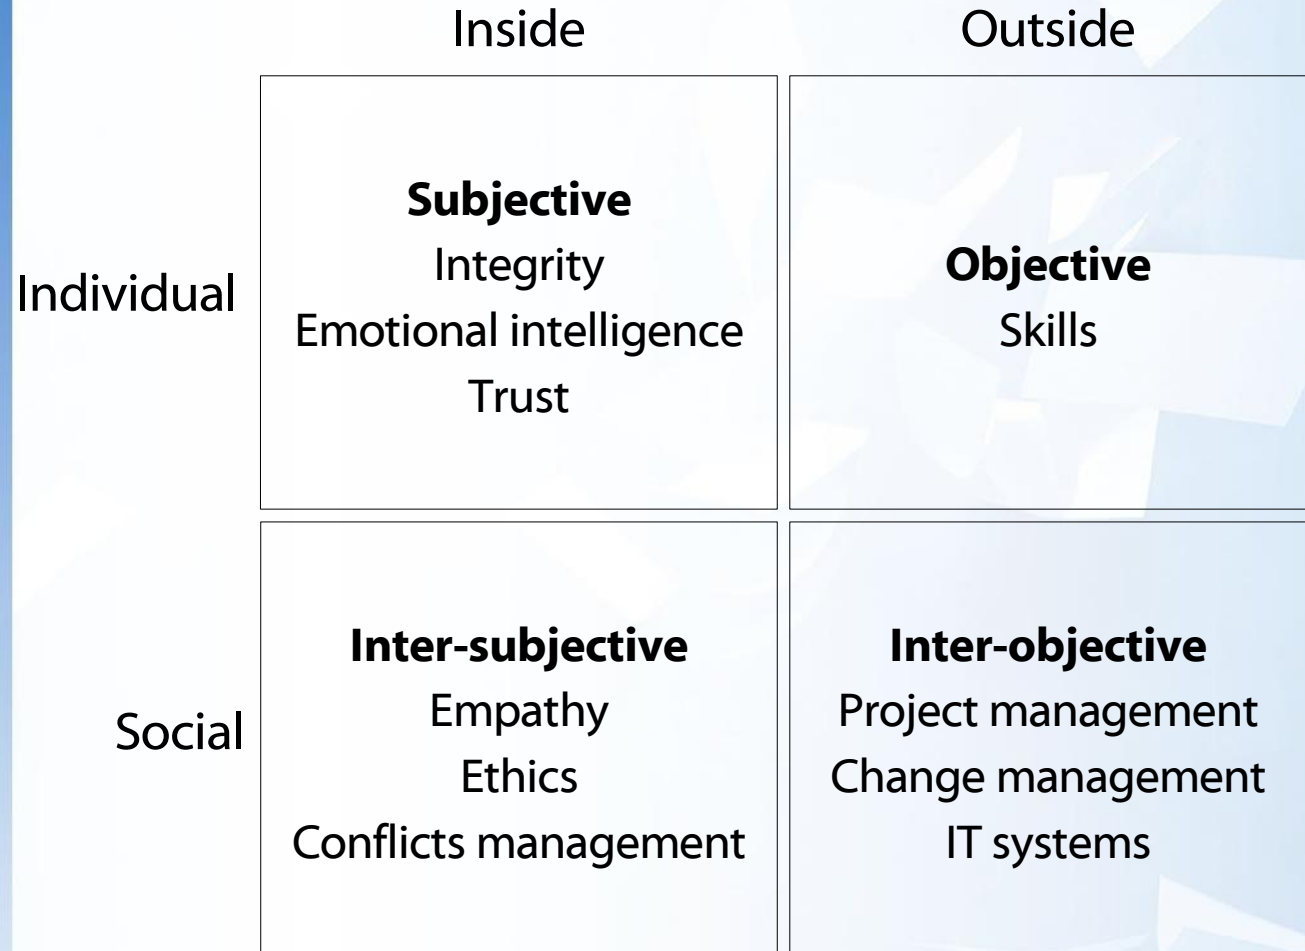 Inside
Outside
Individual
Subjective
Integrity
Emotional intelligence
Trust
Objective
Skills
Social
Inter-subjective
Empathy
Ethics
Conflicts management
Inter-objective
Project management
Change management
IT systems